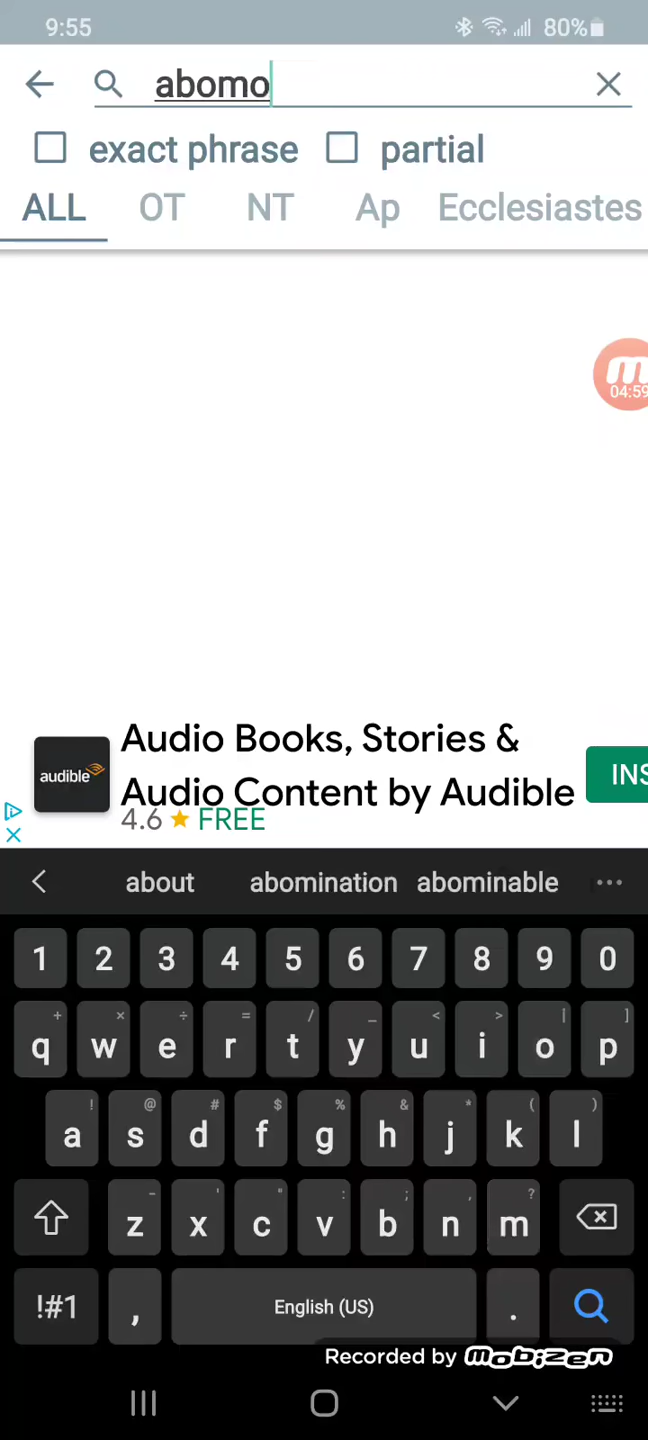 9:55 80%
abomo
exact phrase partial
ALL OT NT Ap Ecclesiastes
m
04:59
Audio Books, Stories &
audible Audio Content by Audible INS
4.6 ★ FREE
about abomination abominable ...
1 2 3 4 5 6 7 8 9 0
+ × ÷ = / _ < > [ ]
q w e r t y u i o p
! @ # $ % & * ( )
a s d f g h j k l
- ' " : ; , ?
z x c v b n m
!#1 , English (US) .
Recorded by mobizen